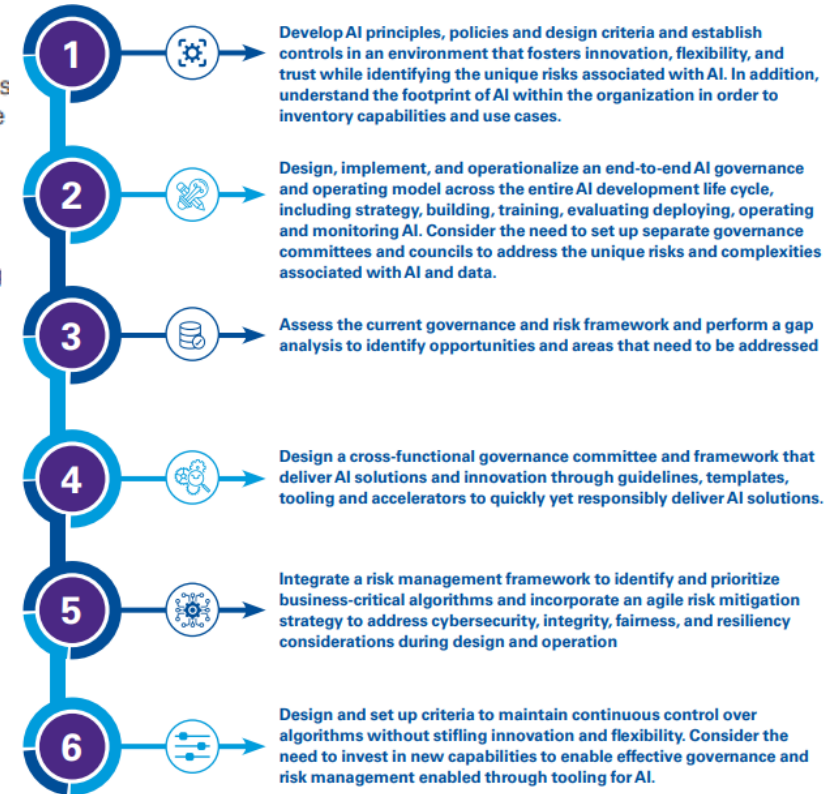 1
Develop AI principles, policies and design criteria and establish
controls in an environment that fosters innovation, flexibility, and
trust while identifying the unique risks associated with AI. In addition,
understand the footprint of AI within the organization in order to
inventory capabilities and use cases.
2
Design, implement, and operationalize an end-to-end AI governance
and operating model across the entire AI development life cycle,
including strategy, building, training, evaluating deploying, operating
and monitoring AI. Consider the need to set up separate governance
committees and councils to address the unique risks and complexities
associated with AI and data.
3
Assess the current governance and risk framework and perform a gap
analysis to identify opportunities and areas that need to be addressed
4
Design a cross-functional governance committee and framework that
deliver AI solutions and innovation through guidelines, templates,
tooling and accelerators to quickly yet responsibly deliver AI solutions.
5
Integrate a risk management framework to identify and prioritize
business-critical algorithms and incorporate an agile risk mitigation
strategy to address cybersecurity, integrity, fairness, and resiliency
considerations during design and operation
6
Design and set up criteria to maintain continuous control over
algorithms without stifling innovation and flexibility. Consider the
need to invest in new capabilities to enable effective governance and
risk management enabled through tooling for AI.